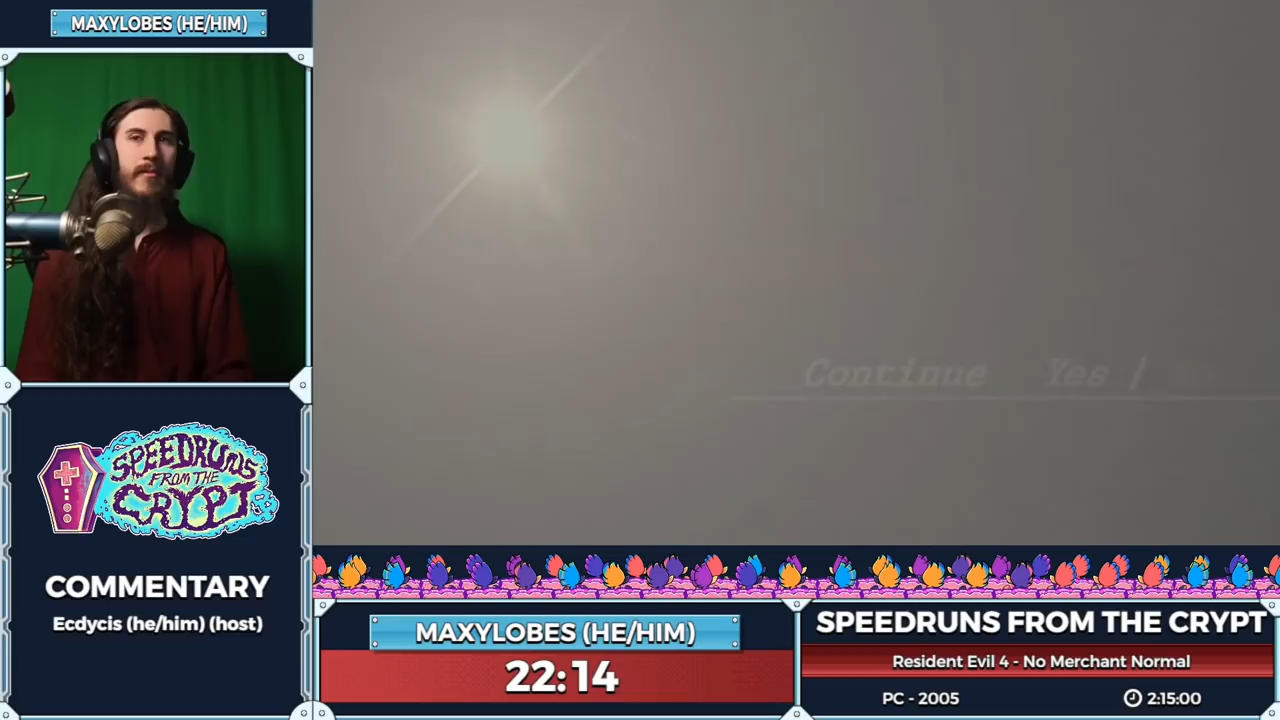 MAXYLOBES (HE/HIM)
Continue Yes /
SPEEDRUNS
FROM THE
CRYPT
COMMENTARY
Ecdycis (he/him) (host)
MAXYLOBES (HE/HIM)
22:14
SPEEDRUNS FROM THE CRYPT
Resident Evil 4 - No Merchant Normal
PC - 2005
2:15:00